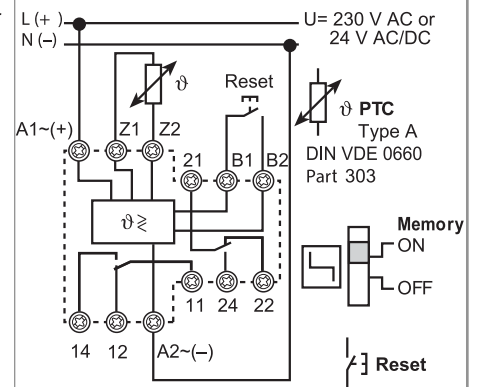 L (+)
U= 230 V AC or
N (–)
24 V AC/DC
ϑ
Reset
ϑ PTC
A1~(+)
Z1
Z2
Type A
DIN VDE 0660
21
B1
B2
Part 303
ϑ≷
Memory
ON
OFF
11
24
22
14
12
A2~(–)
Reset